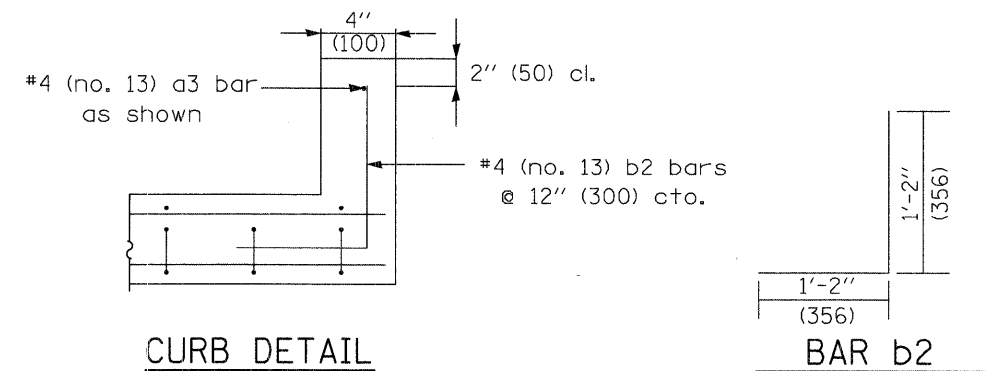 4''
(100)
2'' (50) cl.
#4 (no. 13) a3 bar
as shown
#4 (no. 13) b2 bars
@ 12'' (300) cto.
1'-2''
(356)
1'-2''
(356)
CURB DETAIL
BAR b2